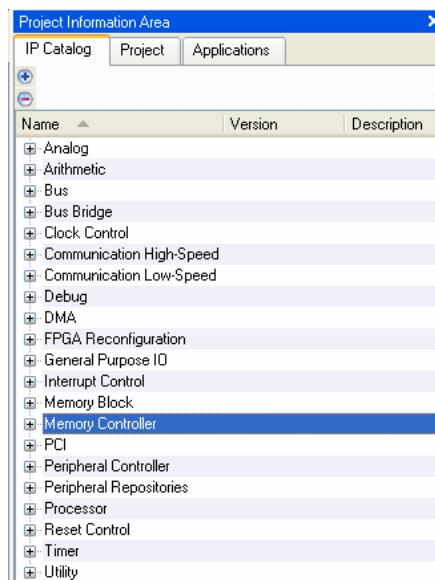 Project Information Area
IP Catalog Project Applications
Name Version Description
Analog
Arithmetic
Bus
Bus Bridge
Clock Control
Communication High-Speed
Communication Low-Speed
Debug
DMA
FPGA Reconfiguration
General Purpose IO
Interrupt Control
Memory Block
Memory Controller
PCI
Peripheral Controller
Peripheral Repositories
Processor
Reset Control
Timer
Utility